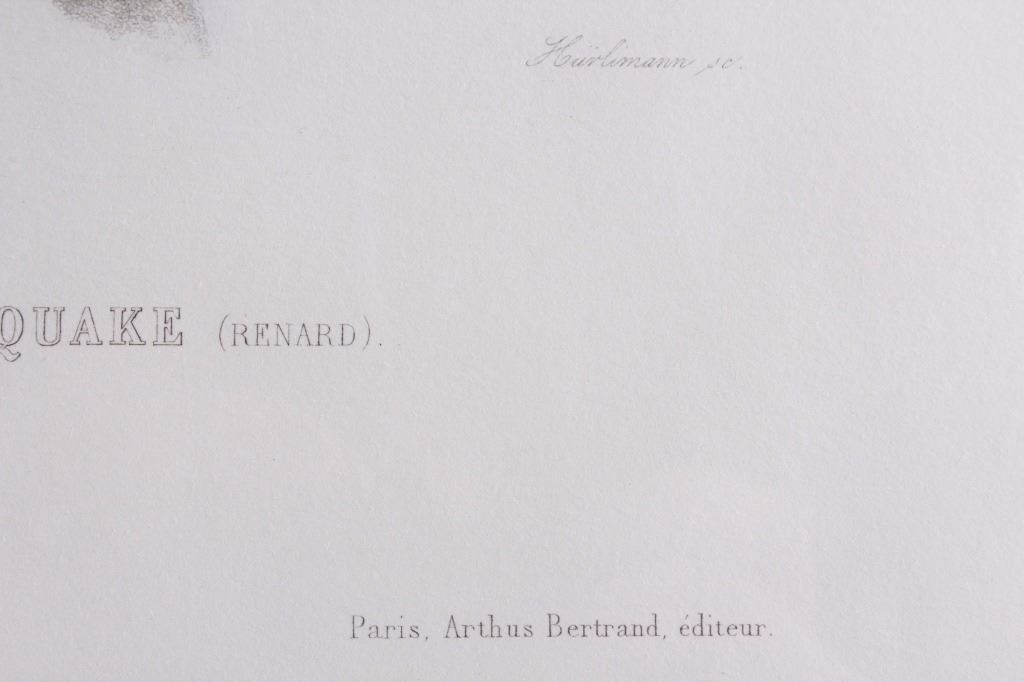 Hürlimann sc.
QUAKE (RENARD).
Paris, Arthus Bertrand, éditeur.